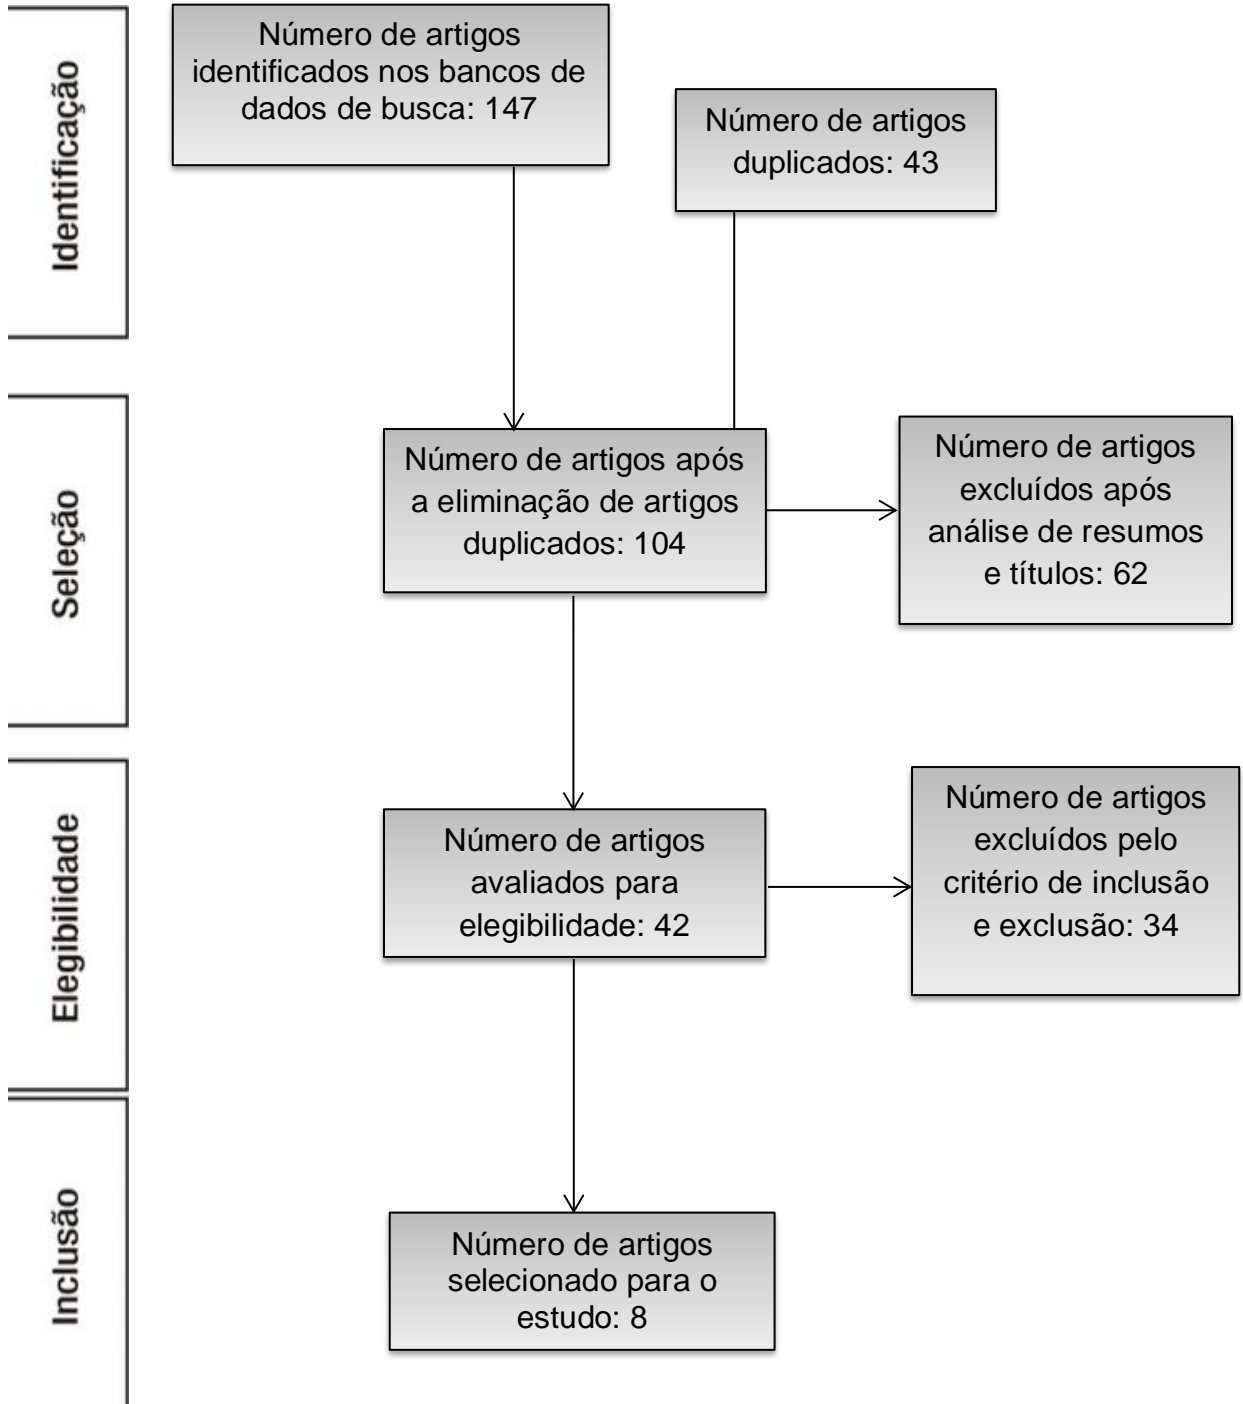 Identificação
Número de artigos
identificados nos bancos de
dados de busca: 147
Número de artigos
duplicados: 43
Seleção
Número de artigos após
a eliminação de artigos
duplicados: 104
Número de artigos
excluídos após
análise de resumos
e títulos: 62
Elegibilidade
Número de artigos
avaliados para
elegibilidade: 42
Número de artigos
excluídos pelo
critério de inclusão
e exclusão: 34
Inclusão
Número de artigos
selecionado para o
estudo: 8